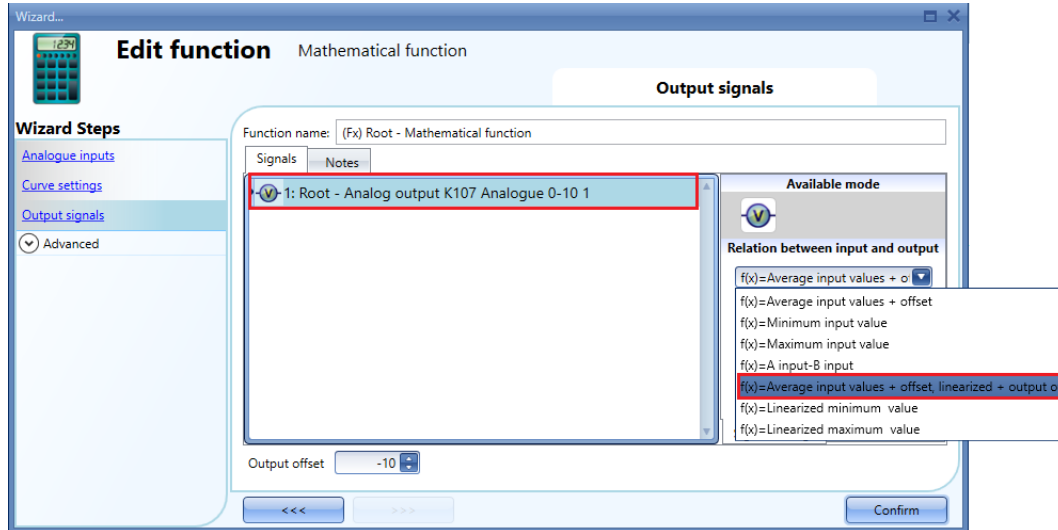 Wizard...
1234
Edit function Mathematical function
Output signals
Wizard Steps
Analogue inputs
Curve settings
Output signals
Advanced
Function name: (Fx) Root - Mathematical function
Signals Notes
V 1: Root - Analog output K107 Analogue 0-10 1
Available mode
V
Relation between input and output
f(x)=Average input values + o
f(x)=Average input values + offset
f(x)=Minimum input value
f(x)=Maximum input value
f(x)=A input-B input
f(x)=Average input values + offset, linearized + output o
f(x)=Linearized minimum value
f(x)=Linearized maximum value
Output offset -10
<<< >>> Confirm